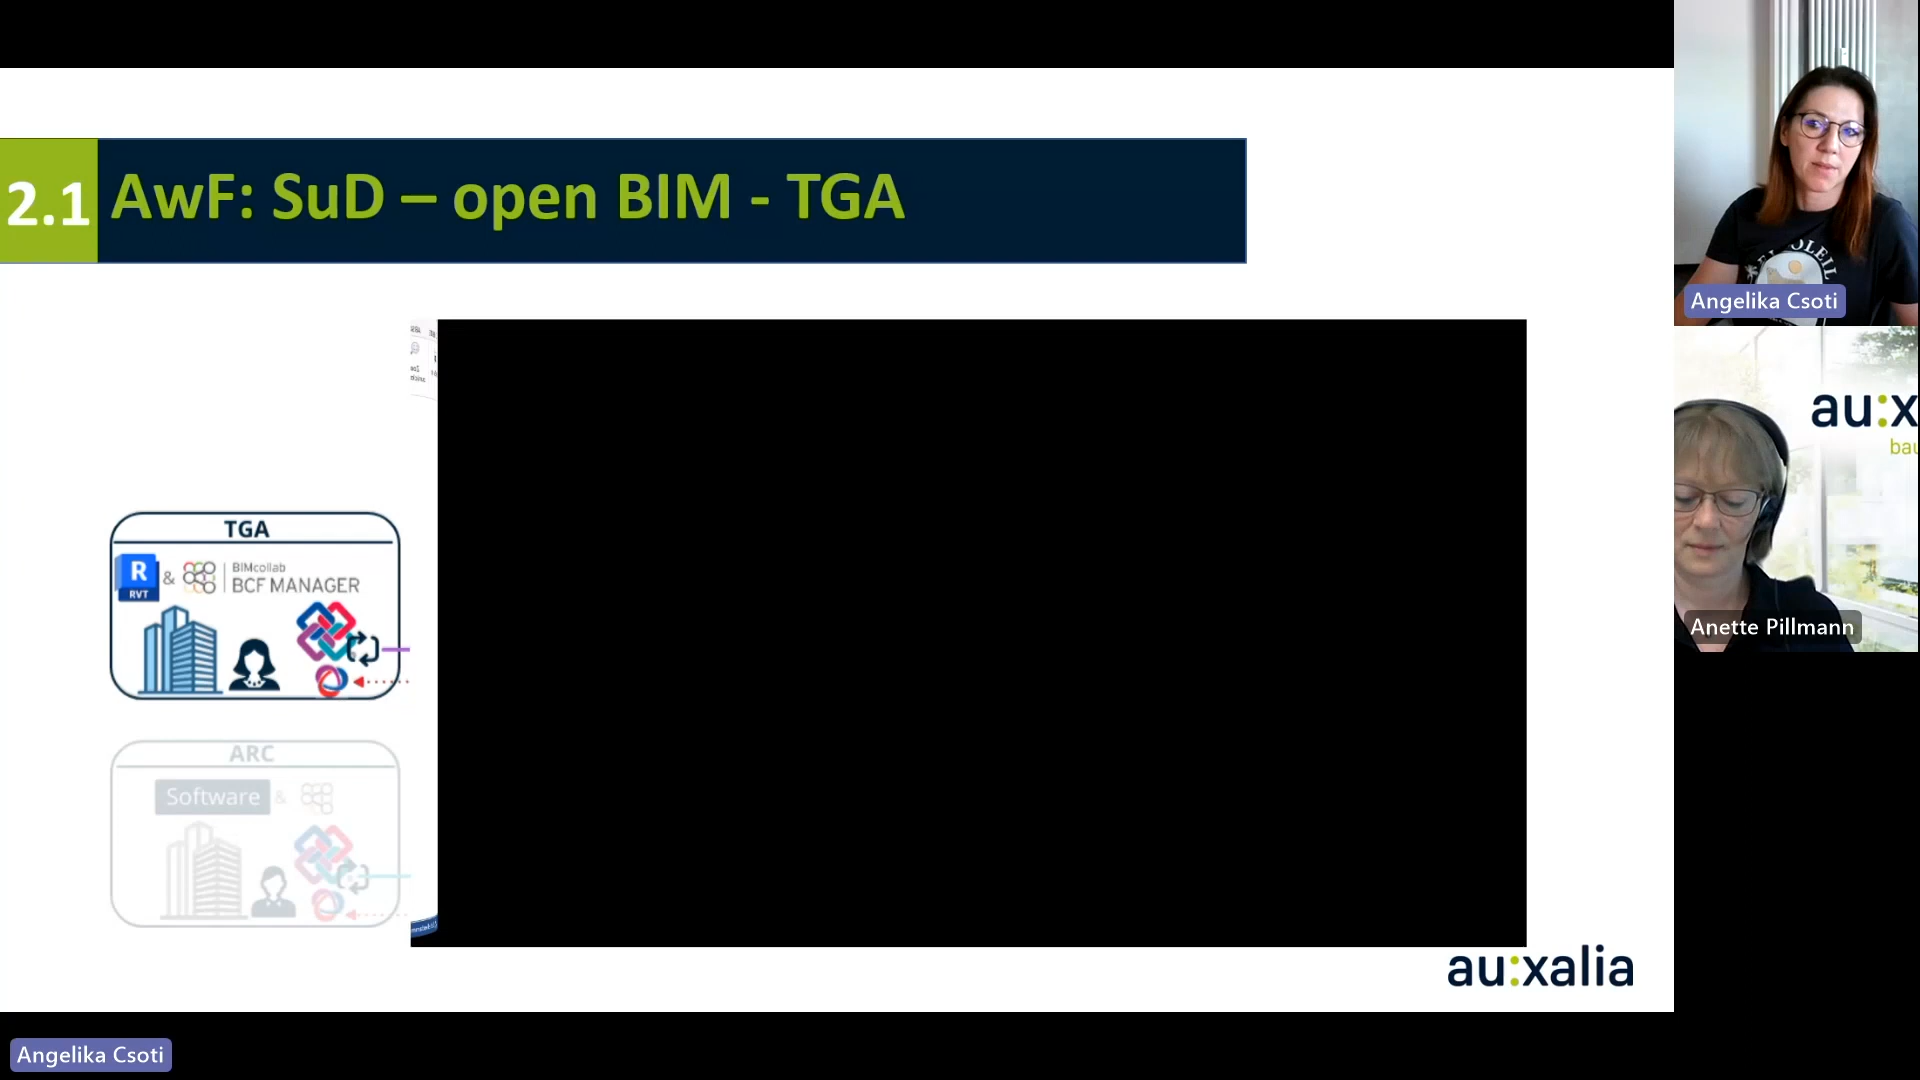 2.1 AwF: SuD – open BIM - TGA
TGA
R & BIMcollab
RVT BCF MANAGER
ARC
Software &
au:xalia
Angelika Csoti
au:x
bau
Anette Pillmann
Angelika Csoti